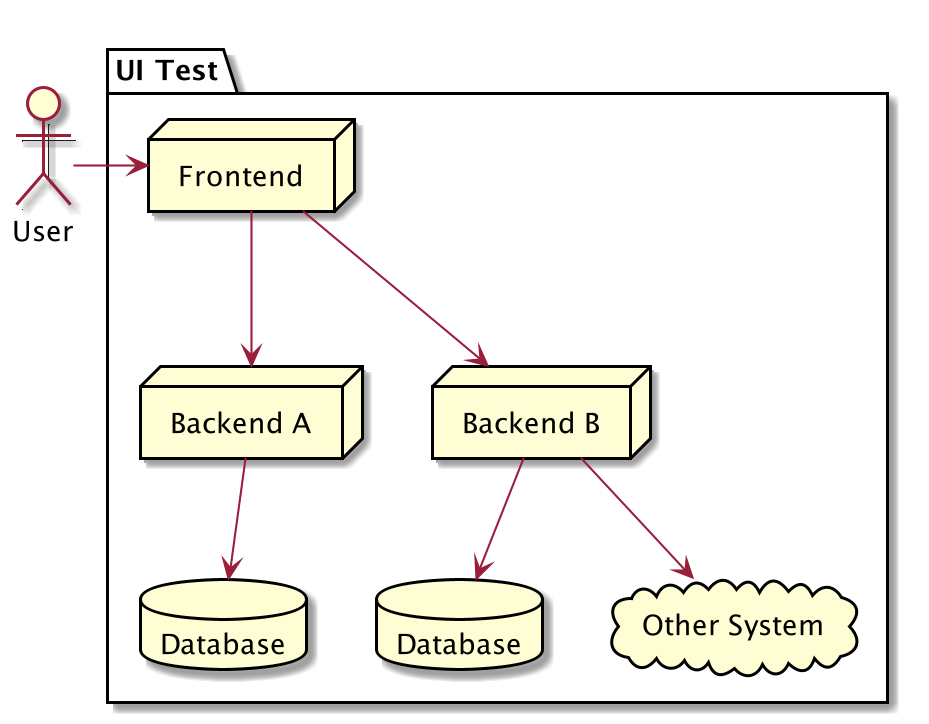 UI Test
User
Frontend
Backend A
Backend B
Database
Database
Other System